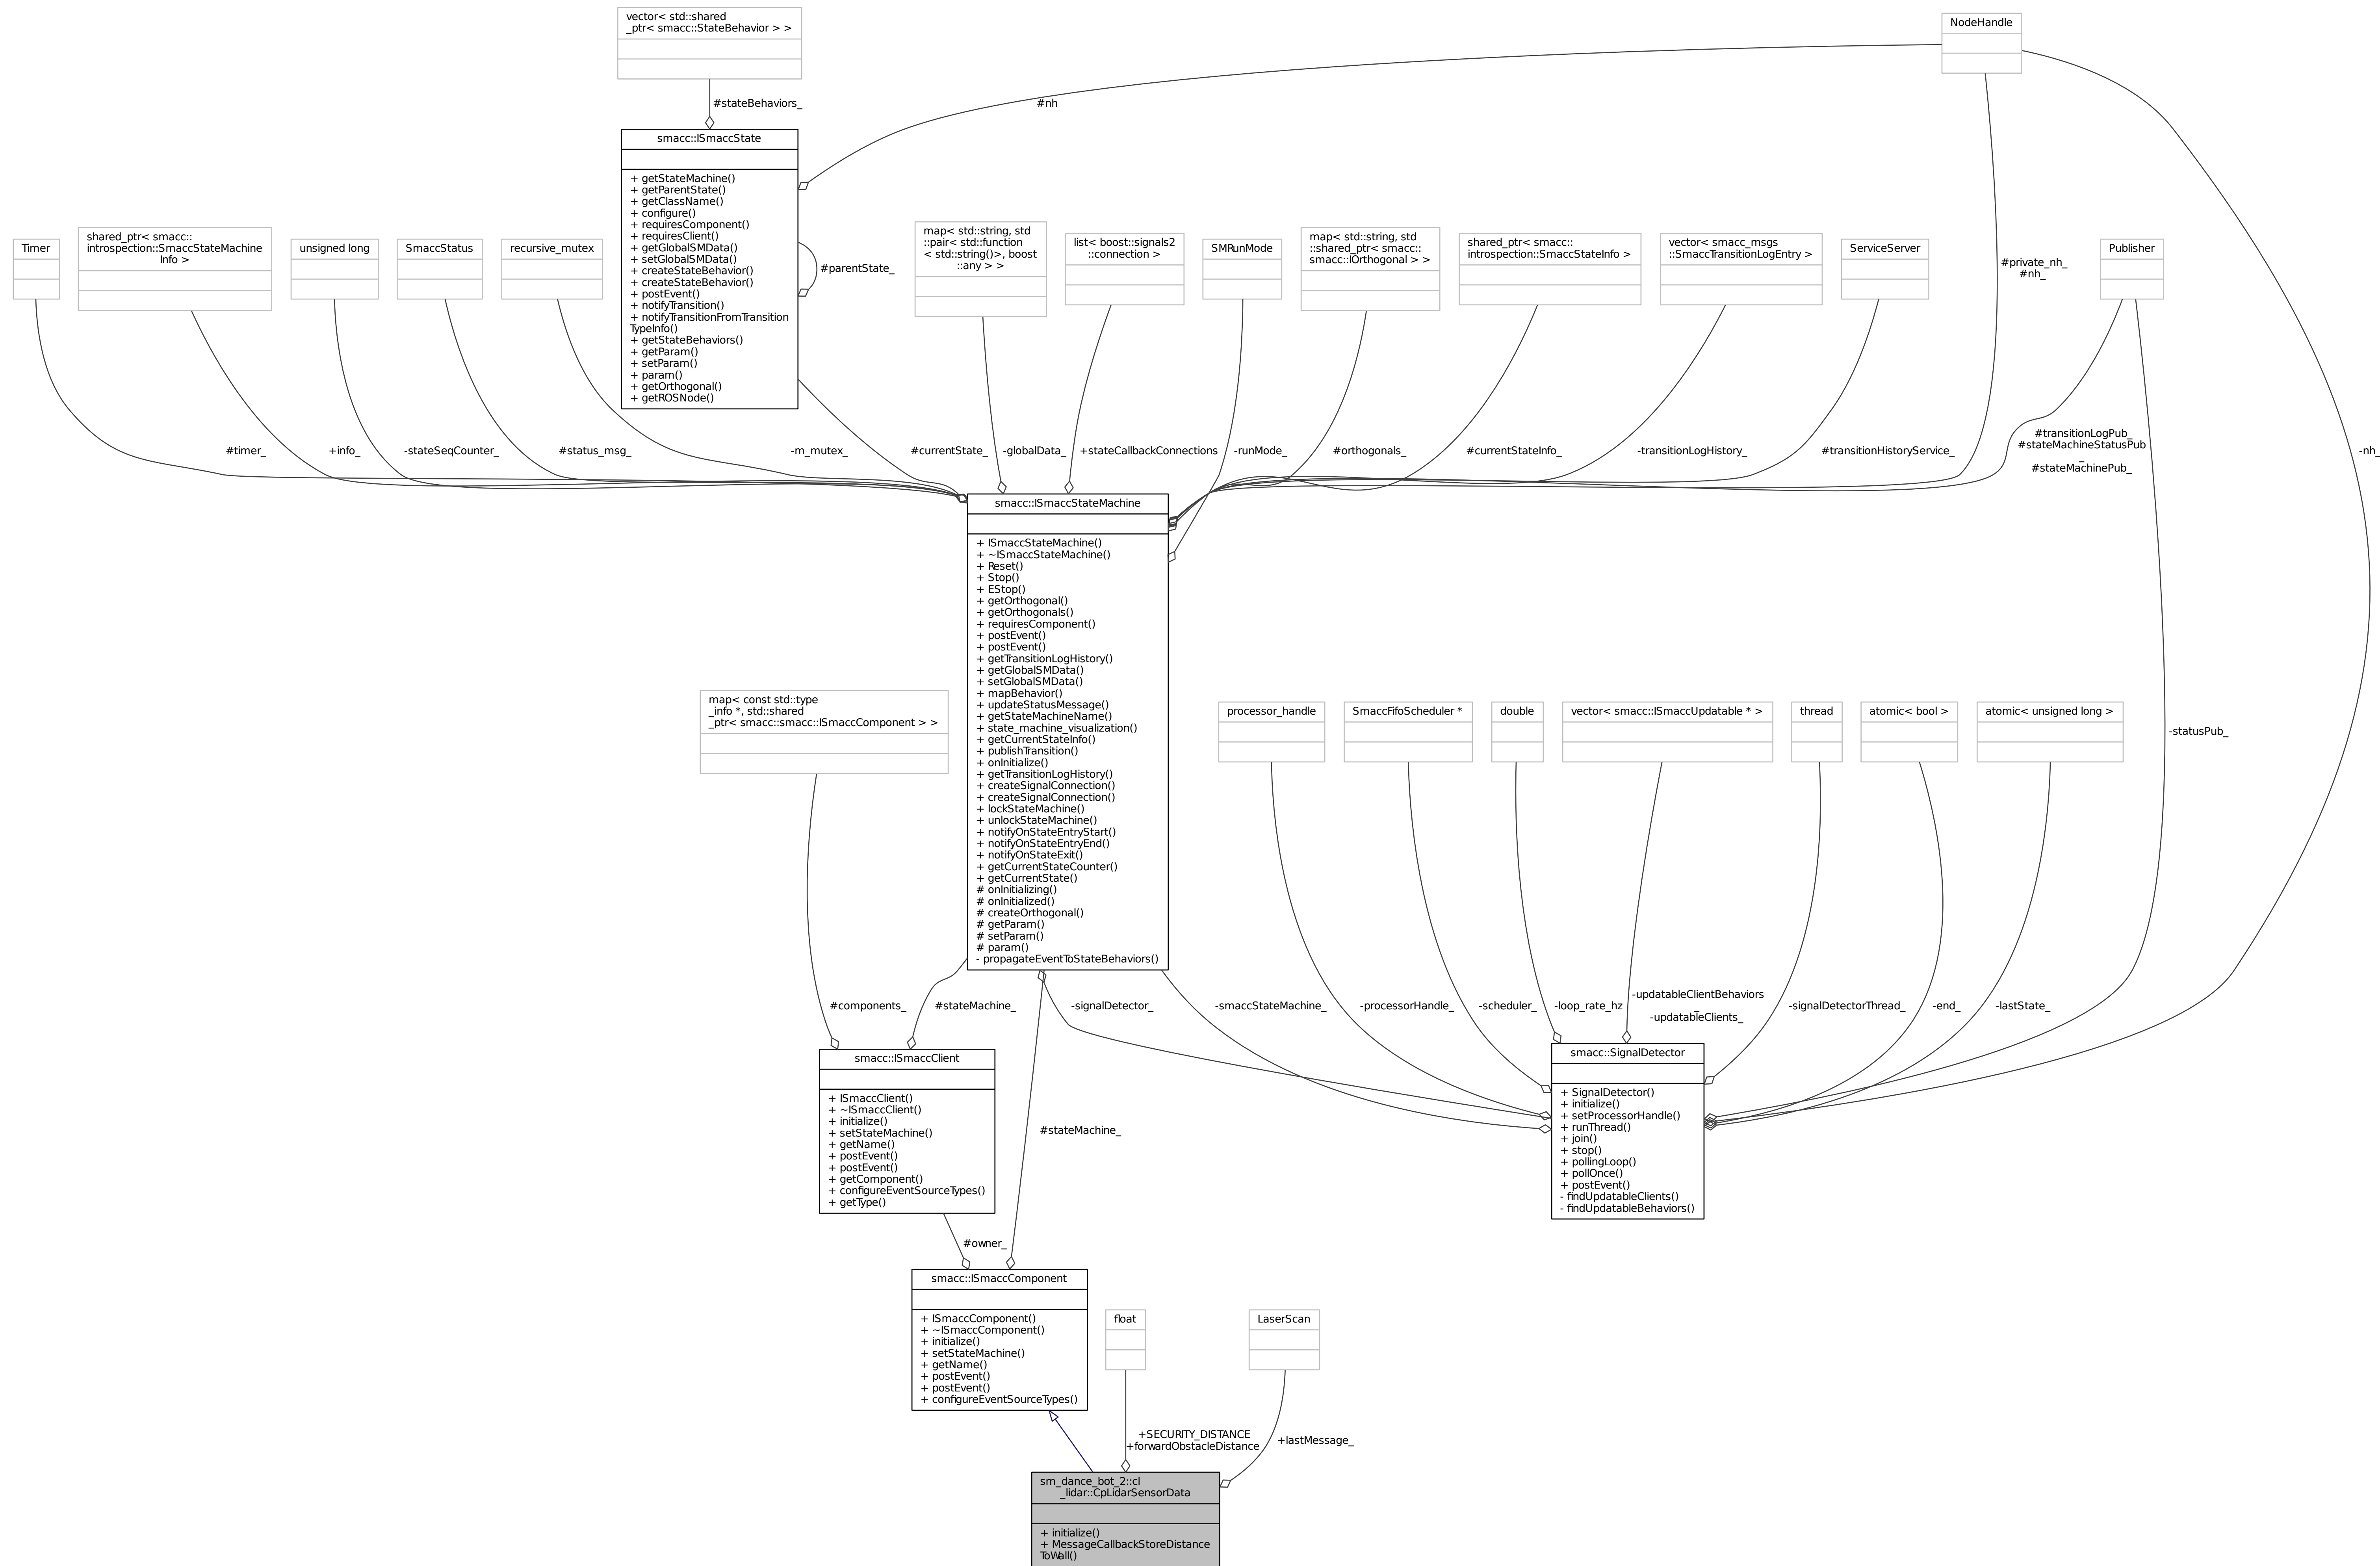 vector< std::shared
_ptr< smacc::StateBehavior > >
NodeHandle
#stateBehaviors_
#nh
smacc::ISmaccState
+ getStateMachine()
+ getParentState()
+ getClassName()
+ configure()
+ requiresComponent()
+ requiresClient()
+ getGlobalSMData()
+ setGlobalSMData()
+ createStateBehavior()
+ createStateBehavior()
+ postEvent()
+ notifyTransition()
+ notifyTransitionFromTransition
TypeInfo()
+ getStateBehaviors()
+ getParam()
+ setParam()
+ param()
+ getOrthogonal()
+ getROSNode()
#parentState_
Timer
shared_ptr< smacc::
introspection::SmaccStateMachine
Info >
unsigned long
SmaccStatus
recursive_mutex
map< std::string, std
::pair< std::function
< std::string()>, boost
::any > >
list< boost::signals2
::connection >
SMRunMode
map< std::string, std
::shared_ptr< smacc::
smacc::IOrthogonal > >
shared_ptr< smacc::
introspection::SmaccStateInfo >
vector< smacc_msgs
::SmaccTransitionLogEntry >
ServiceServer
#private_nh_
#nh_
Publisher
#timer_
+info_
-stateSeqCounter_
#status_msg_
-m_mutex_
#currentState_
-globalData_
+stateCallbackConnections
-runMode_
#orthogonals_
#currentStateInfo_
-transitionLogHistory_
#transitionHistoryService_
#transitionLogPub_
#stateMachineStatusPub
_
#stateMachinePub_
-nh_
smacc::ISmaccStateMachine
+ ISmaccStateMachine()
+ ~ISmaccStateMachine()
+ Reset()
+ Stop()
+ EStop()
+ getOrthogonal()
+ getOrthogonals()
+ requiresComponent()
+ postEvent()
+ postEvent()
+ getTransitionLogHistory()
+ getGlobalSMData()
+ setGlobalSMData()
+ mapBehavior()
+ updateStatusMessage()
+ getStateMachineName()
+ state_machine_visualization()
+ getCurrentStateInfo()
+ publishTransition()
+ onInitialize()
+ getTransitionLogHistory()
+ createSignalConnection()
+ createSignalConnection()
+ lockStateMachine()
+ unlockStateMachine()
+ notifyOnStateEntryStart()
+ notifyOnStateEntryEnd()
+ notifyOnStateExit()
+ getCurrentStateCounter()
+ getCurrentState()
# onInitializing()
# onInitialized()
# createOrthogonal()
# getParam()
# setParam()
# param()
- propagateEventToStateBehaviors()
map< const std::type
_info *, std::shared
_ptr< smacc::smacc::ISmaccComponent > >
processor_handle
SmaccFifoScheduler *
double
vector< smacc::ISmaccUpdatable * >
thread
atomic< bool >
atomic< unsigned long >
-statusPub_
#components_
#stateMachine_
-signalDetector_
-smaccStateMachine_
-processorHandle_
-scheduler_
-loop_rate_hz
-updatableClientBehaviors
_
-updatableClients_
-signalDetectorThread_
-end_
-lastState_
smacc::ISmaccClient
+ ISmaccClient()
+ ~ISmaccClient()
+ initialize()
+ setStateMachine()
+ getName()
+ postEvent()
+ postEvent()
+ getComponent()
+ configureEventSourceTypes()
+ getType()
#stateMachine_
smacc::SignalDetector
+ SignalDetector()
+ initialize()
+ setProcessorHandle()
+ runThread()
+ join()
+ stop()
+ pollingLoop()
+ pollOnce()
+ postEvent()
- findUpdatableClients()
- findUpdatableBehaviors()
#owner_
smacc::ISmaccComponent
+ ISmaccComponent()
+ ~ISmaccComponent()
+ initialize()
+ setStateMachine()
+ getName()
+ postEvent()
+ postEvent()
+ configureEventSourceTypes()
float
LaserScan
+SECURITY_DISTANCE
+forwardObstacleDistance
+lastMessage_
sm_dance_bot_2::cl
_lidar::CpLidarSensorData
+ initialize()
+ MessageCallbackStoreDistance
ToWall()